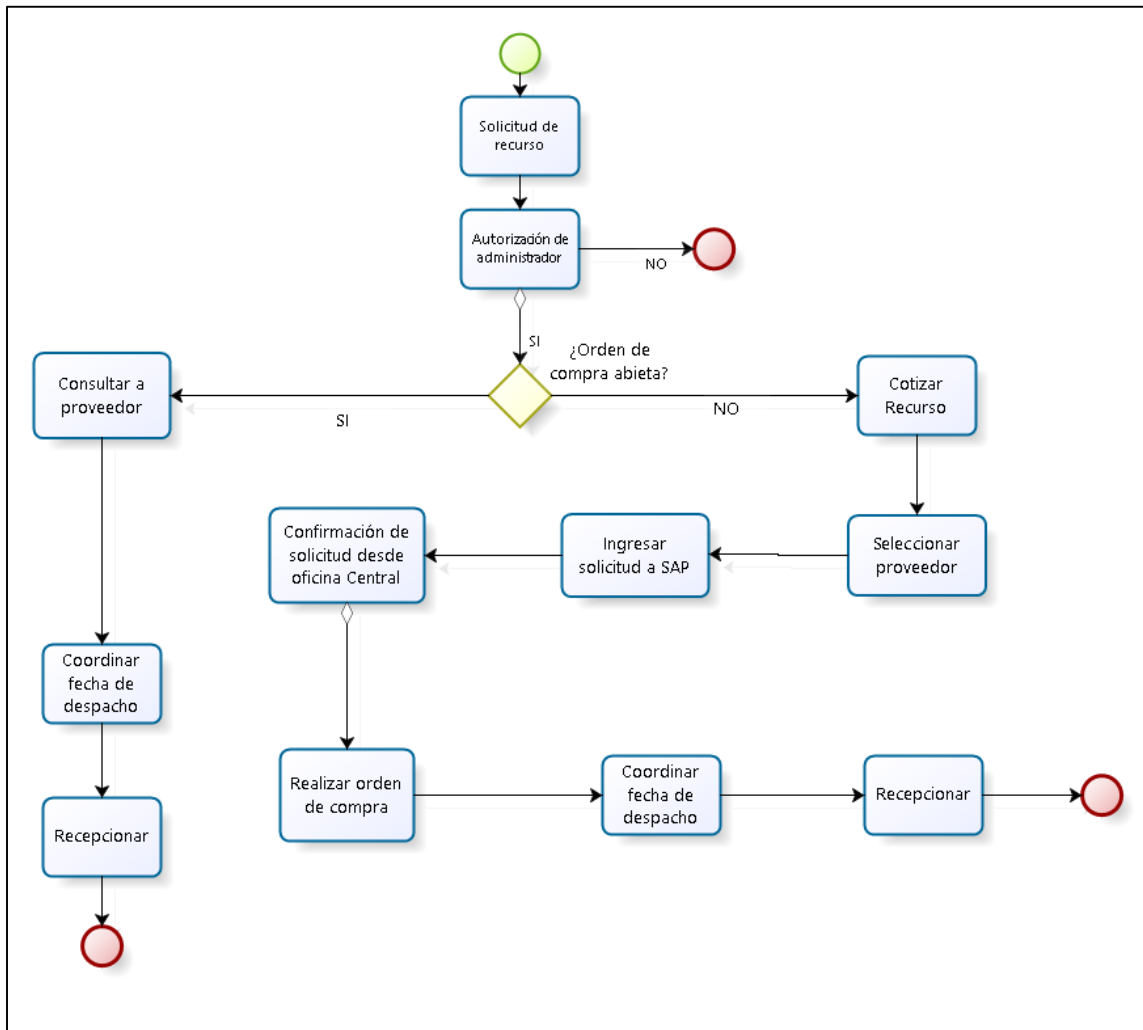 Solicitud de
recurso
Autorización de
administrador
NO
SI
¿Orden de
compra abieta?
Consultar a
proveedor
SI
NO
Cotizar
Recurso
Confirmación de
solicitud desde
oficina Central
Ingresar
solicitud a SAP
Seleccionar
proveedor
Coordinar
fecha de
despacho
Realizar orden
de compra
Coordinar
fecha de
despacho
Recepcionar
Recepcionar